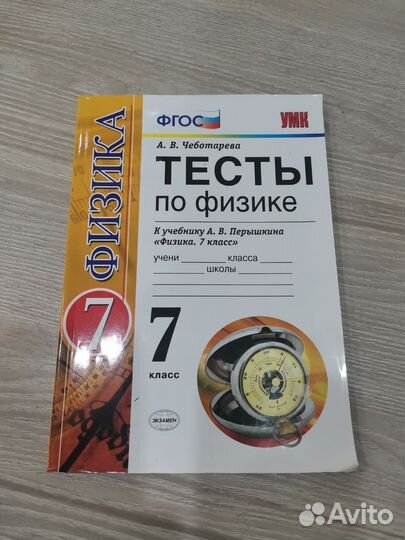 ФГОС
УМК
А. В. Чеботарева
ТЕСТЫ
по физике
К учебнику А. В. Перышкина
«Физика. 7 класс»
учени класса
школы
ФИЗИКА
7
7
класс
ЭКЗАМЕН
Avito